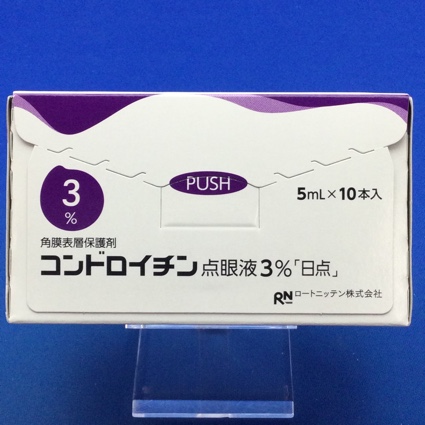 PUSH
3
%
5mL×10本入
角膜表層保護剤
コンドロイチン点眼液3%「日点」
RN ロートニッテン株式会社